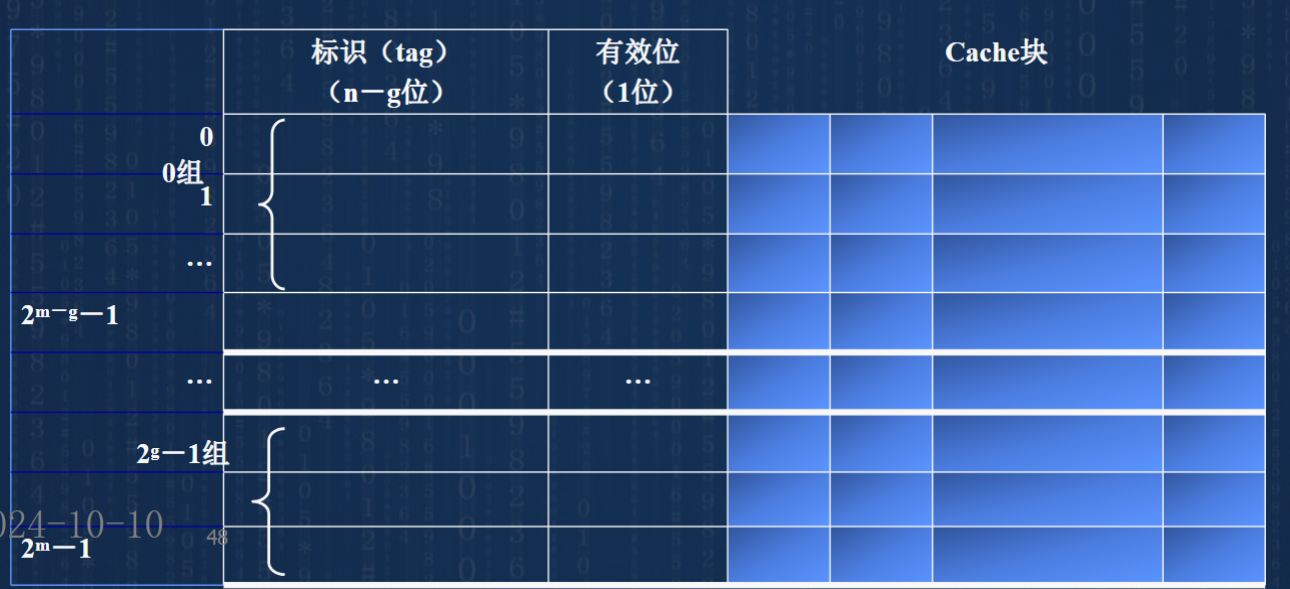 标识（tag）
（n－g位）
有效位
（1位）
Cache块
0
0组
1
…
2ᵐ⁻ᵍ－1
…
…
…
2ᵍ－1组
024-10-10
48
2ᵐ－1